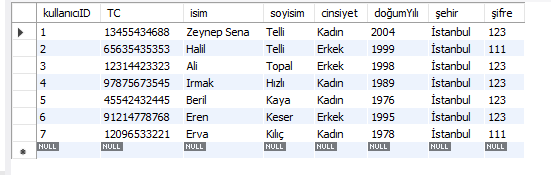 kullanıcıID TC isim soyisim cinsiyet doğumYılı şehir şifre
1 13455434688 Zeynep Sena Telli Kadın 2004 İstanbul 123
2 65635435353 Halil Telli Erkek 1999 İstanbul 111
3 12314423323 Ali Topal Erkek 1998 İstanbul 123
4 97875673545 Irmak Hızlı Kadın 1989 İstanbul 123
5 45542432445 Beril Kaya Kadın 1976 İstanbul 123
6 91214778768 Eren Keser Erkek 1995 İstanbul 123
7 12096533221 Erva Kılıç Kadın 1978 İstanbul 111
NULL NULL NULL NULL NULL NULL NULL NULL